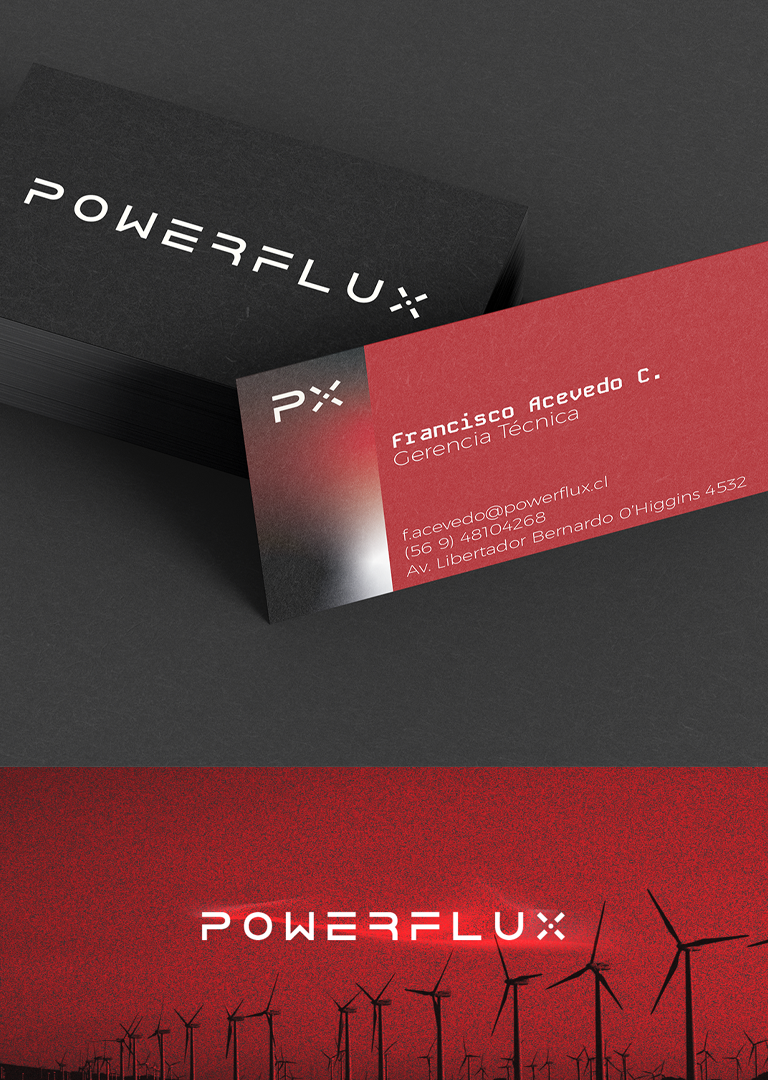 POWERFLUX
PX
Francisco Acevedo C.
Gerencia Técnica
f.acevedo@powerflux.cl
(56 9) 48104268
Av. Libertador Bernardo O'Higgins 4532
POWERFLUX